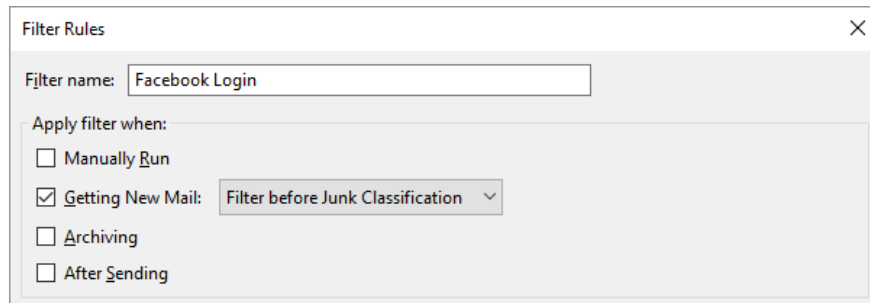 Filter Rules
Filter name: Facebook Login
Apply filter when:
Manually Run
Getting New Mail: Filter before Junk Classification
Archiving
After Sending